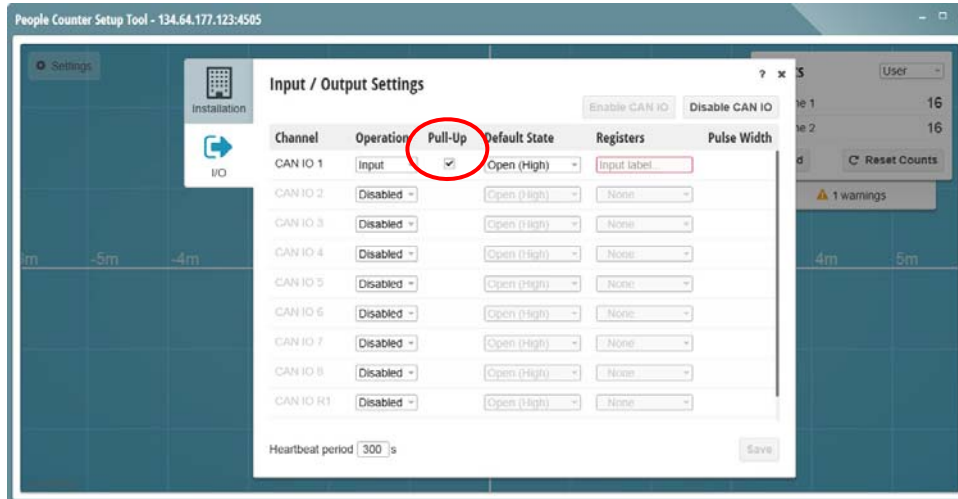 People Counter Setup Tool - 134.64.177.123:4505
Settings
Installation
I/O
Input / Output Settings
? x
Enable CAN IO Disable CAN IO
Channel Operation Pull-Up Default State Registers Pulse Width
CAN IO 1 Input Open (High) Input label...
CAN IO 2 Disabled Open (High) None
CAN IO 3 Disabled Open (High) None
CAN IO 4 Disabled Open (High) None
CAN IO 5 Disabled Open (High) None
CAN IO 6 Disabled Open (High) None
CAN IO 7 Disabled Open (High) None
CAN IO 8 Disabled Open (High) None
CAN IO R1 Disabled Open (High) None
Heartbeat period 300 s
Save
User
1 16
2 16
Reset Counts
1 warnings
-5m -4m 4m 5m